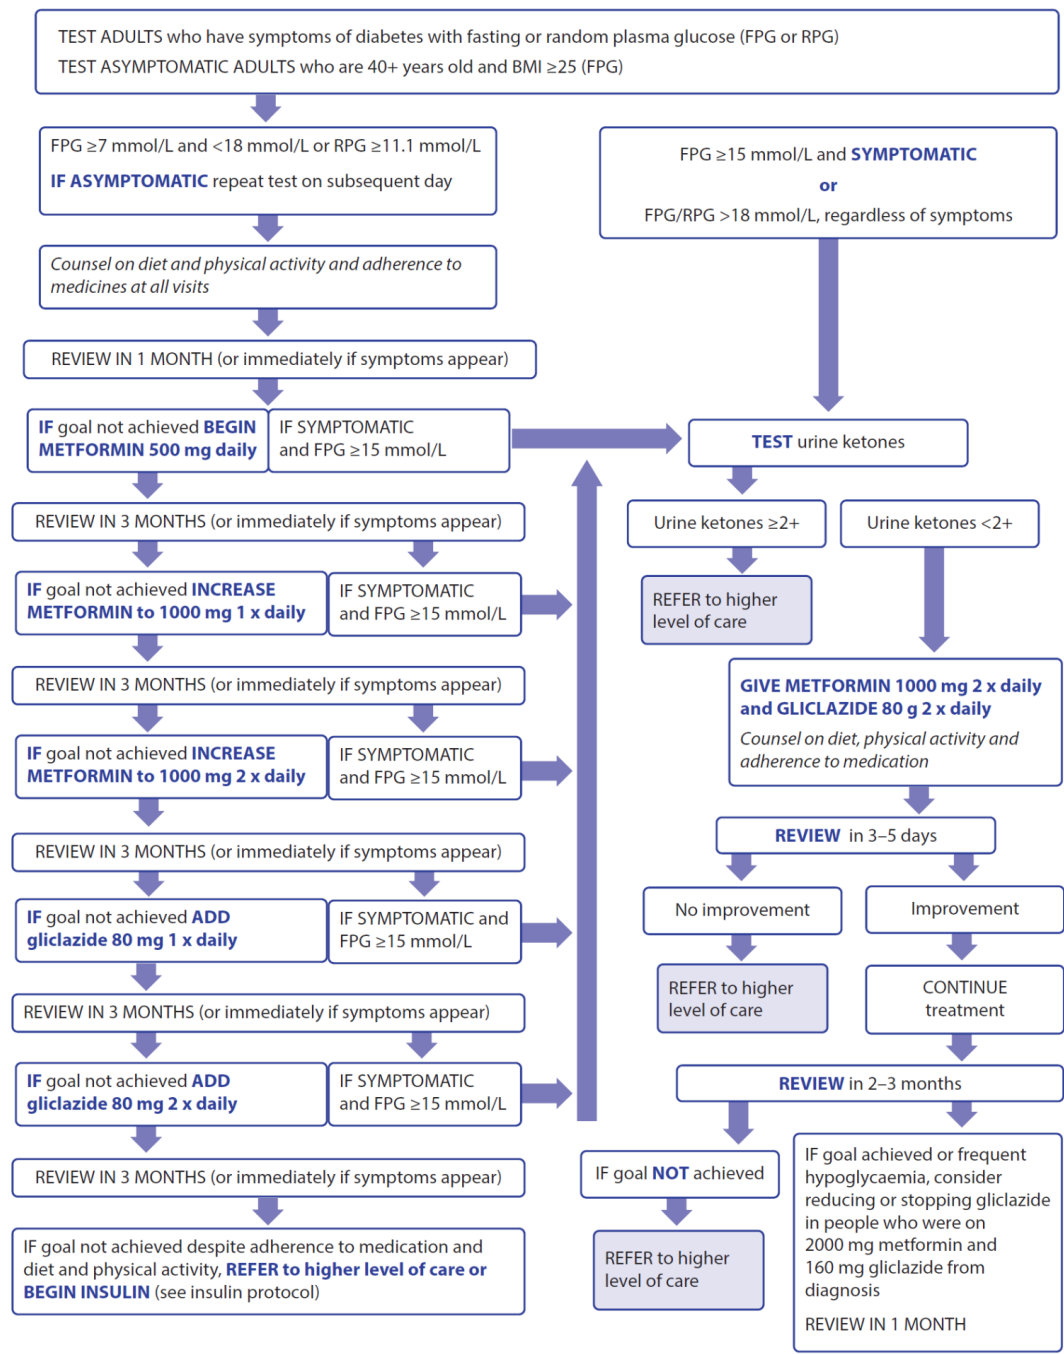 TEST ADULTS who have symptoms of diabetes with fasting or random plasma glucose (FPG or RPG)
TEST ASYMPTOMATIC ADULTS who are 40+ years old and BMI ≥25 (FPG)
FPG ≥7 mmol/L and <18 mmol/L or RPG ≥11.1 mmol/L
IF ASYMPTOMATIC repeat test on subsequent day
Counsel on diet and physical activity and adherence to
medicines at all visits
REVIEW IN 1 MONTH (or immediately if symptoms appear)
IF goal not achieved BEGIN
METFORMIN 500 mg daily
IF SYMPTOMATIC
and FPG ≥15 mmol/L
REVIEW IN 3 MONTHS (or immediately if symptoms appear)
IF goal not achieved INCREASE
METFORMIN to 1000 mg 1 x daily
IF SYMPTOMATIC
and FPG ≥15 mmol/L
REVIEW IN 3 MONTHS (or immediately if symptoms appear)
IF goal not achieved INCREASE
METFORMIN to 1000 mg 2 x daily
IF SYMPTOMATIC
and FPG ≥15 mmol/L
REVIEW IN 3 MONTHS (or immediately if symptoms appear)
IF goal not achieved ADD
gliclazide 80 mg 1 x daily
IF SYMPTOMATIC and
FPG ≥15 mmol/L
REVIEW IN 3 MONTHS (or immediately if symptoms appear)
IF goal not achieved ADD
gliclazide 80 mg 2 x daily
IF SYMPTOMATIC
and FPG ≥15 mmol/L
REVIEW IN 3 MONTHS (or immediately if symptoms appear)
IF goal not achieved despite adherence to medication and
diet and physical activity, REFER to higher level of care or
BEGIN INSULIN (see insulin protocol)
FPG ≥15 mmol/L and SYMPTOMATIC
or
FPG/RPG >18 mmol/L, regardless of symptoms
TEST urine ketones
Urine ketones ≥2+
REFER to higher
level of care
Urine ketones <2+
GIVE METFORMIN 1000 mg 2 x daily
and GLICLAZIDE 80 g 2 x daily
Counsel on diet, physical activity and
adherence to medication
REVIEW in 3–5 days
No improvement
REFER to higher
level of care
Improvement
CONTINUE
treatment
REVIEW in 2–3 months
IF goal NOT achieved
REFER to higher
level of care
IF goal achieved or frequent
hypoglycaemia, consider
reducing or stopping gliclazide
in people who were on
2000 mg metformin and
160 mg gliclazide from
diagnosis
REVIEW IN 1 MONTH